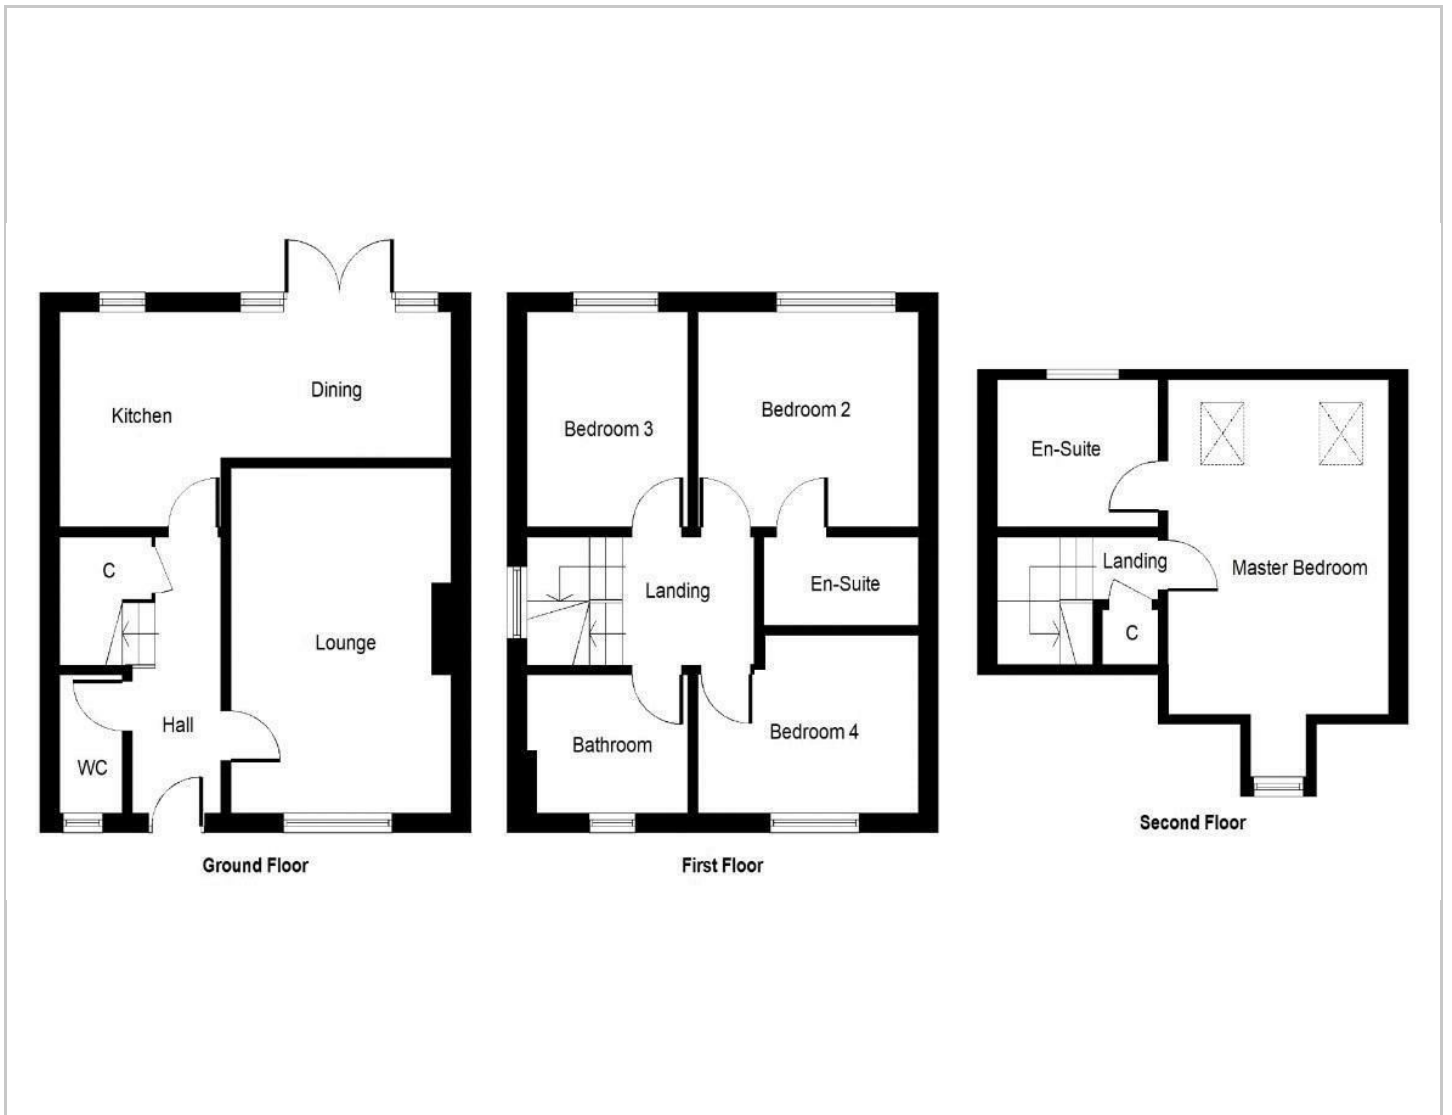 Kitchen
Dining
C
Lounge
Hall
WC
Ground Floor
Bedroom 3
Bedroom 2
Landing
En-Suite
Bathroom
Bedroom 4
First Floor
En-Suite
Landing
Master Bedroom
C
Second Floor